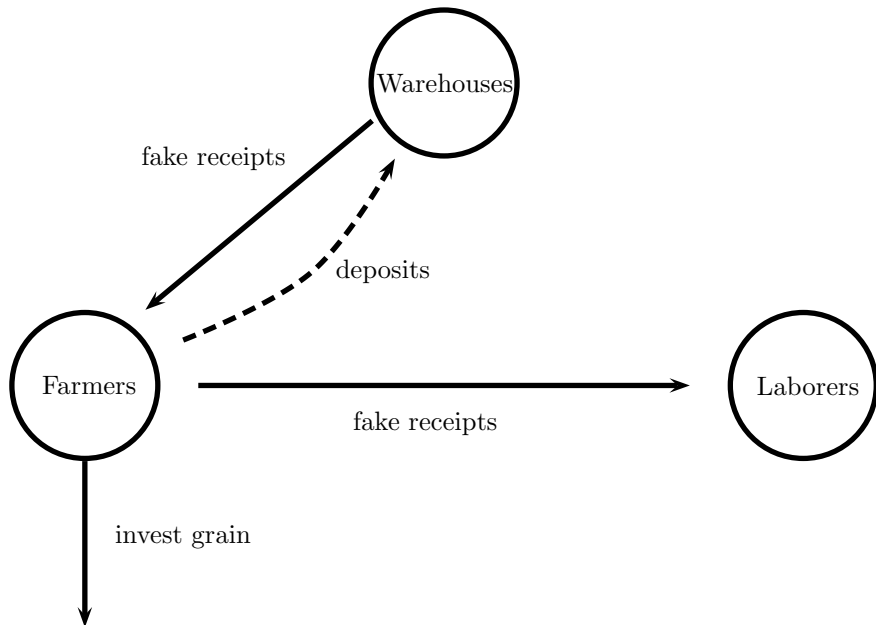 Warehouses
fake receipts
deposits
Farmers
Laborers
fake receipts
invest grain